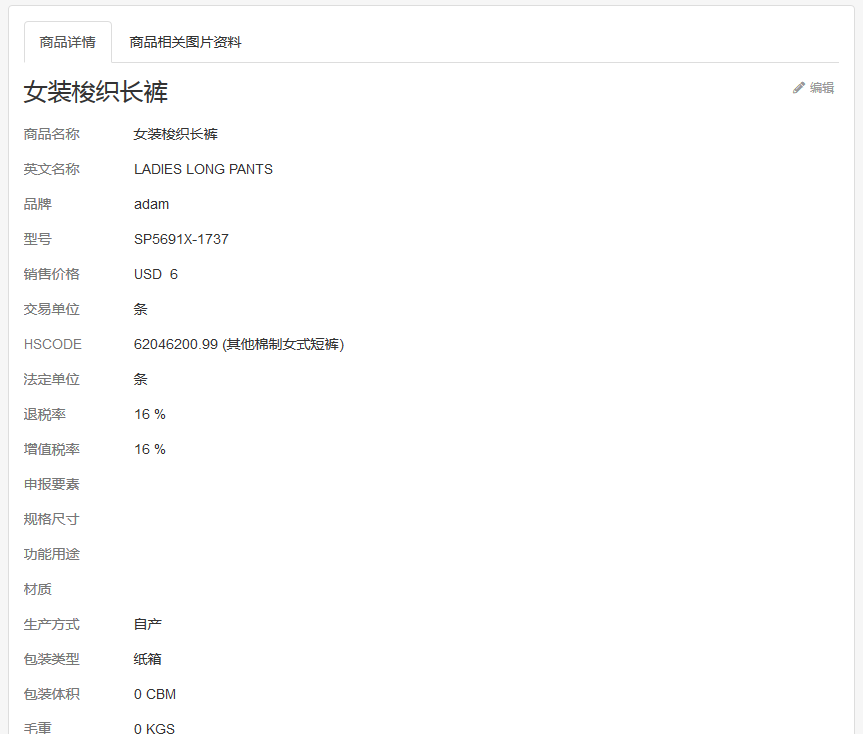 商品详情 商品相关图片资料
女装梭织长裤 编辑
商品名称 女装梭织长裤
英文名称 LADIES LONG PANTS
品牌 adam
型号 SP5691X-1737
销售价格 USD 6
交易单位 条
HSCODE 62046200.99 (其他棉制女式短裤)
法定单位 条
退税率 16 %
增值税率 16 %
申报要素
规格尺寸
功能用途
材质
生产方式 自产
包装类型 纸箱
包装体积 0 CBM
毛重 0 KGS